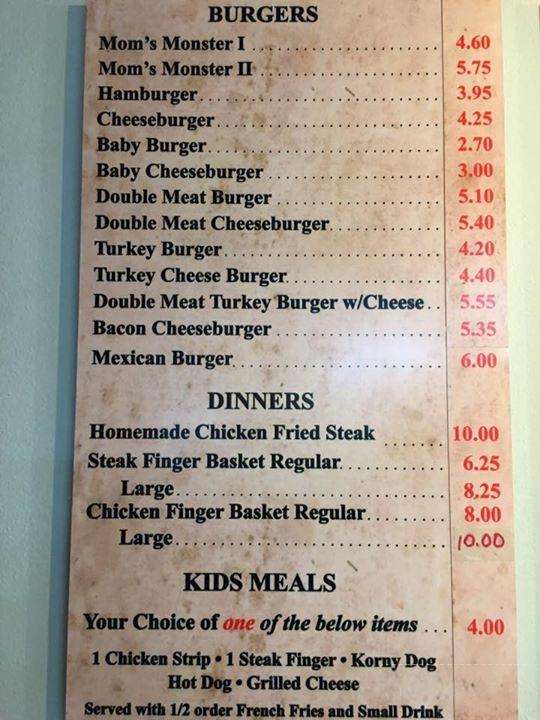 BURGERS
Mom's Monster I 4.60
Mom's Monster II 5.75
Hamburger 3.95
Cheeseburger 4.25
Baby Burger 2.70
Baby Cheeseburger 3.00
Double Meat Burger 5.10
Double Meat Cheeseburger 5.40
Turkey Burger 4.20
Turkey Cheese Burger 4.40
Double Meat Turkey Burger w/Cheese 5.55
Bacon Cheeseburger 5.35
Mexican Burger 6.00
DINNERS
Homemade Chicken Fried Steak 10.00
Steak Finger Basket Regular 6.25
Large 8.25
Chicken Finger Basket Regular 8.00
Large 10.00
KIDS MEALS
Your Choice of one of the below items 4.00
1 Chicken Strip • 1 Steak Finger • Korny Dog
Hot Dog • Grilled Cheese
Served with 1/2 order French Fries and Small Drink